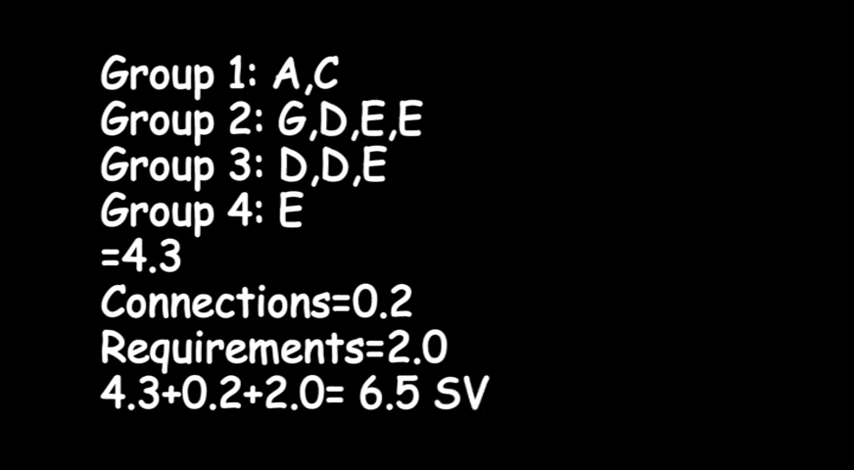 Group 1: A,C
Group 2: G,D,E,E
Group 3: D,D,E
Group 4: E
=4.3
Connections=0.2
Requirements=2.0
4.3+0.2+2.0= 6.5 SV